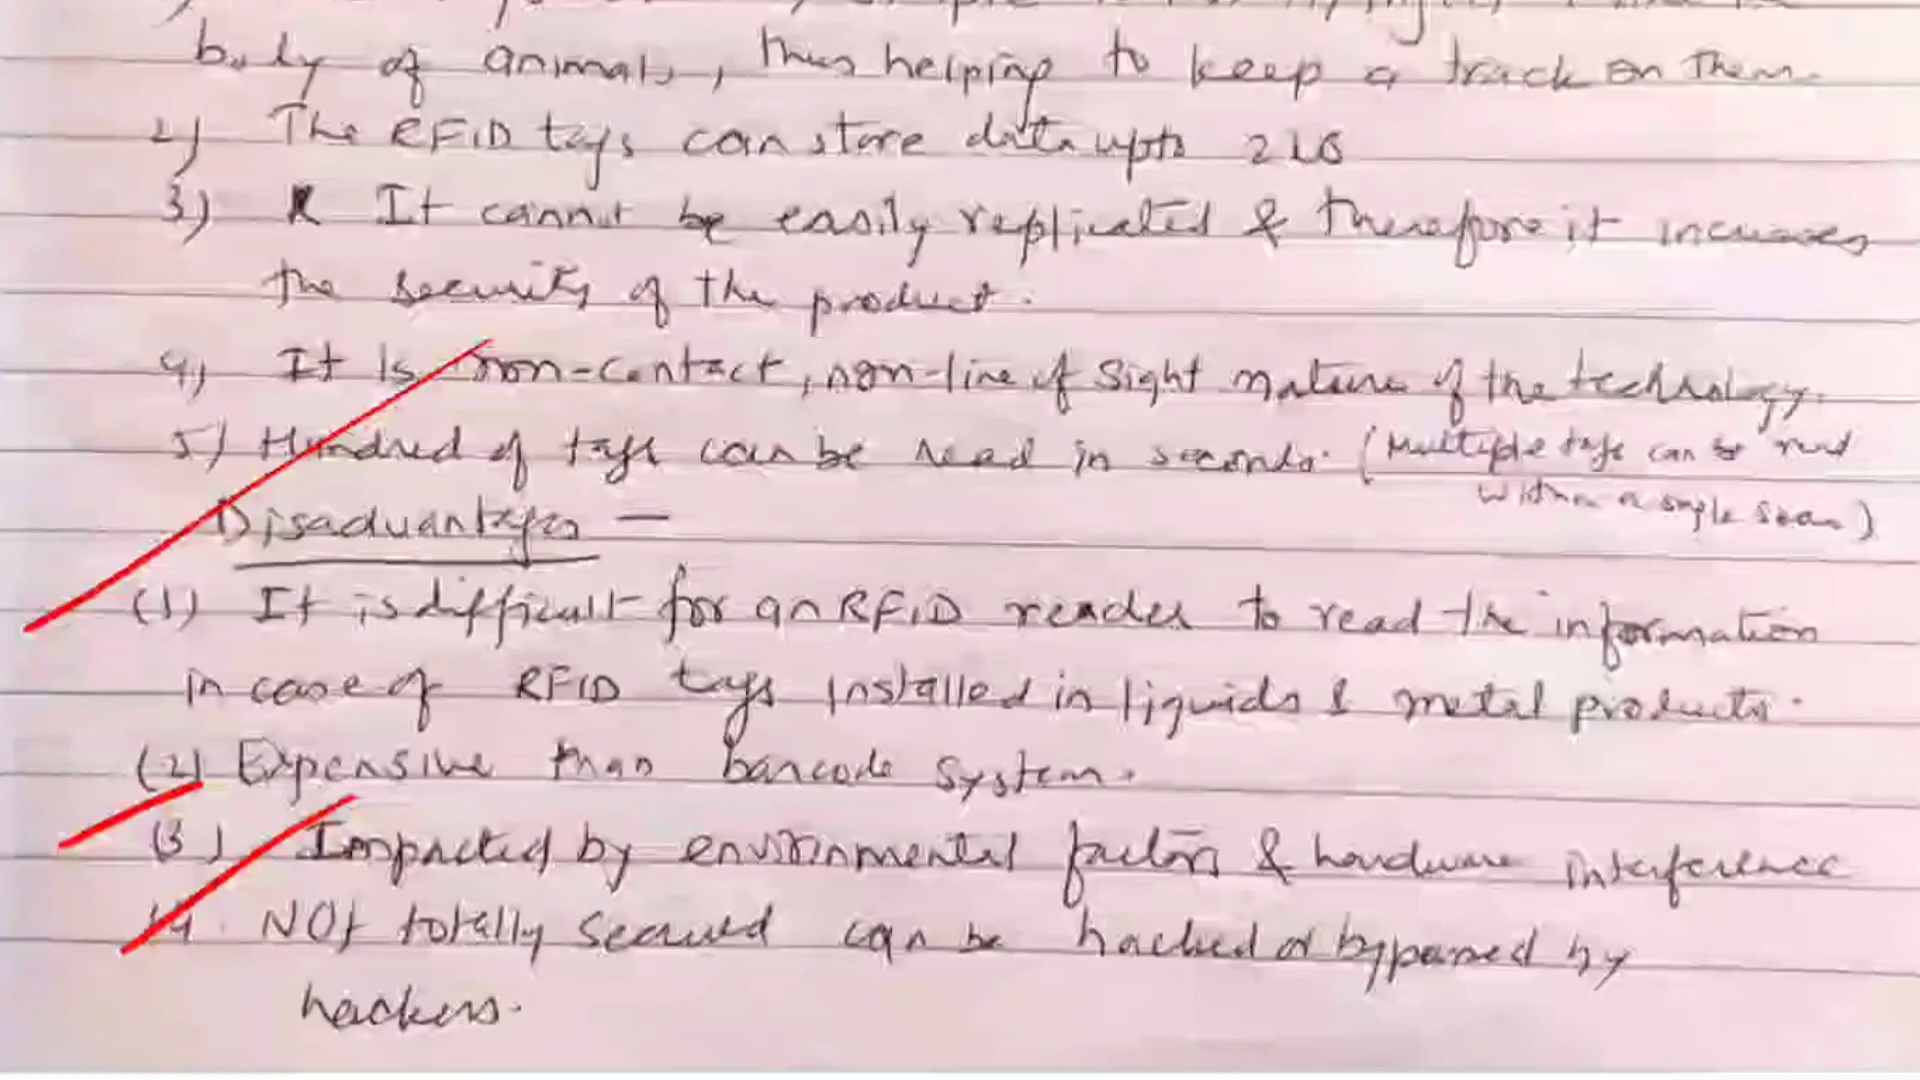 body of animals, thus helping to keep a track on them.
2) The RFID tags can store data upto 2KB
3) It cannot be easily replicated & therefore it increases
the security of the product.
4) It is non-contact, non-line of sight nature of the technology.
5) Hundred of tags can be read in seconds. (Multiple tags can be read
within a single scan)
Disadvantages —
(1) It is difficult for an RFID reader to read the information
in case of RFID tags installed in liquids & metal products.
(2) Expensive than barcode system.
(3) Impacted by environmental factors & hardware interference
(4. NOt totally secured can be hacked or bypassed by
hackers.